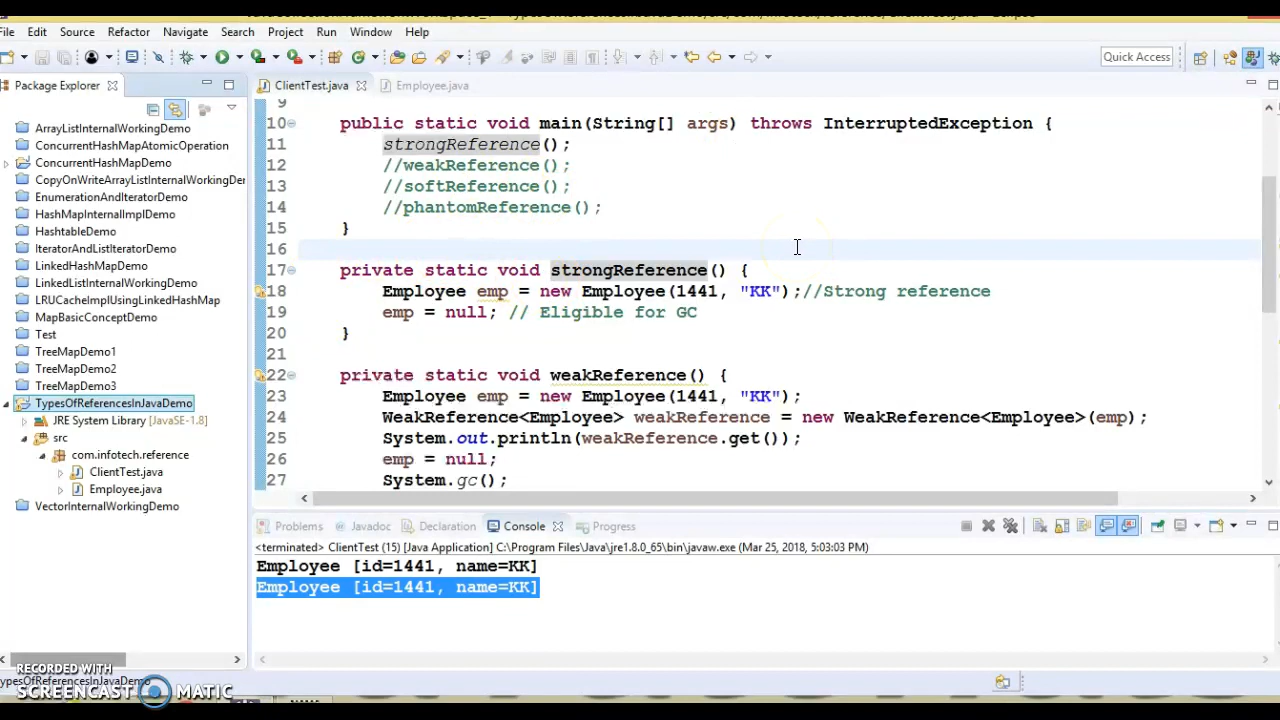 File Edit Source Refactor Navigate Search Project Run Window Help
Quick Access
Package Explorer
ClientTest.java
Employee.java
ArrayListInternalWorkingDemo
ConcurrentHashMapAtomicOperation
ConcurrentHashMapDemo
CopyOnWriteArrayListInternalWorkingDer
EnumerationAndIteratorDemo
HashMapInternalImplDemo
HashtableDemo
IteratorAndListIteratorDemo
LinkedHashMapDemo
LinkedListInternalWorkingDemo
LRUCacheImplUsingLinkedHashMap
MapBasicConceptDemo
Test
TreeMapDemo1
TreeMapDemo2
TreeMapDemo3
TypesOfReferencesInJavaDemo
JRE System Library [JavaSE-1.8]
src
com.infotech.reference
ClientTest.java
Employee.java
VectorInternalWorkingDemo
9
10 public static void main(String[] args) throws InterruptedException {
11 strongReference();
12 //weakReference();
13 //softReference();
14 //phantomReference();
15 }
16
17 private static void strongReference() {
18 Employee emp = new Employee(1441, "KK");//Strong reference
19 emp = null; // Eligible for GC
20 }
21
22 private static void weakReference() {
23 Employee emp = new Employee(1441, "KK");
24 WeakReference<Employee> weakReference = new WeakReference<Employee>(emp);
25 System.out.println(weakReference.get());
26 emp = null;
27 System.gc();
Problems Javadoc Declaration Console Progress
<terminated> ClientTest (15) [Java Application] C:\Program Files\Java\jre1.8.0_65\bin\javaw.exe (Mar 25, 2018, 5:03:03 PM)
Employee [id=1441, name=KK]
Employee [id=1441, name=KK]
RECORDED WITH
TypesOfReferencesInJavaDemo
SCREENCAST MATIC